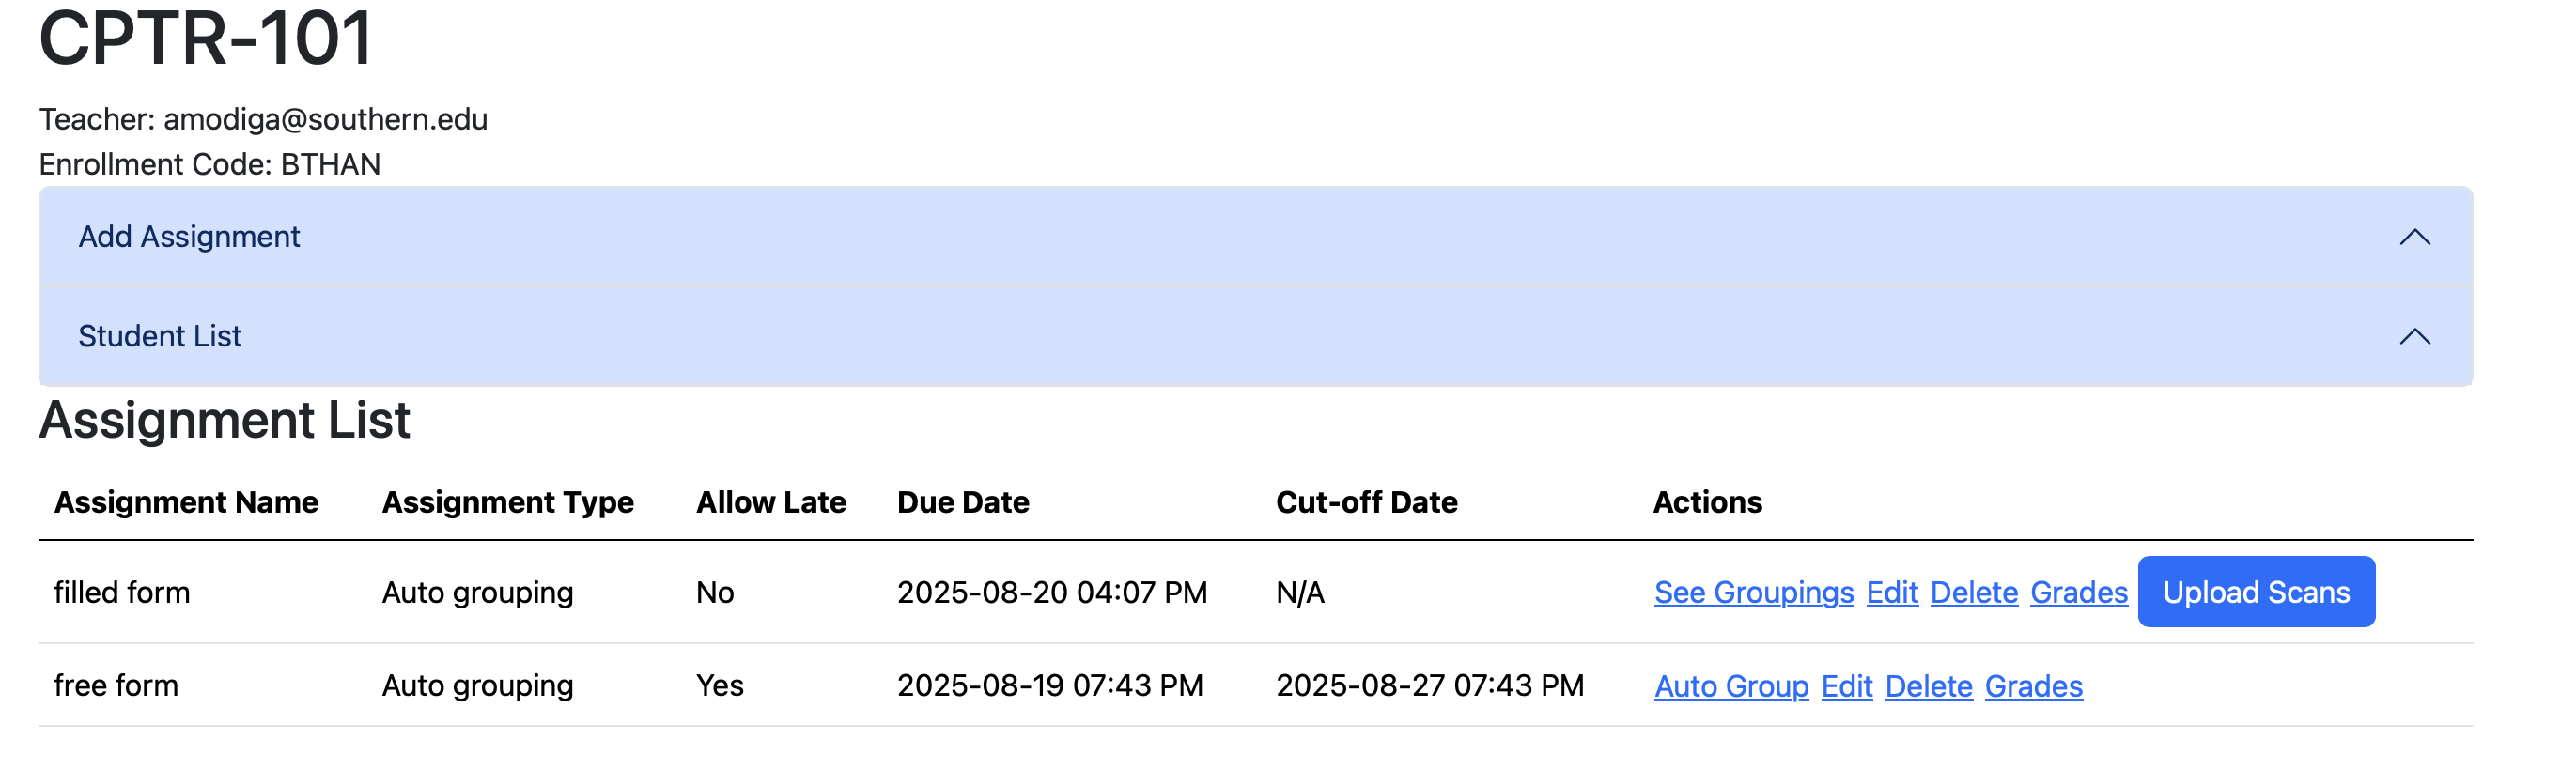 CPTR-101
Teacher: amodiga@southern.edu
Enrollment Code: BTHAN
Add Assignment
Student List
Assignment List
Assignment Name Assignment Type Allow Late Due Date Cut-off Date Actions
filled form Auto grouping No 2025-08-20 04:07 PM N/A See Groupings Edit Delete Grades Upload Scans
free form Auto grouping Yes 2025-08-19 07:43 PM 2025-08-27 07:43 PM Auto Group Edit Delete Grades